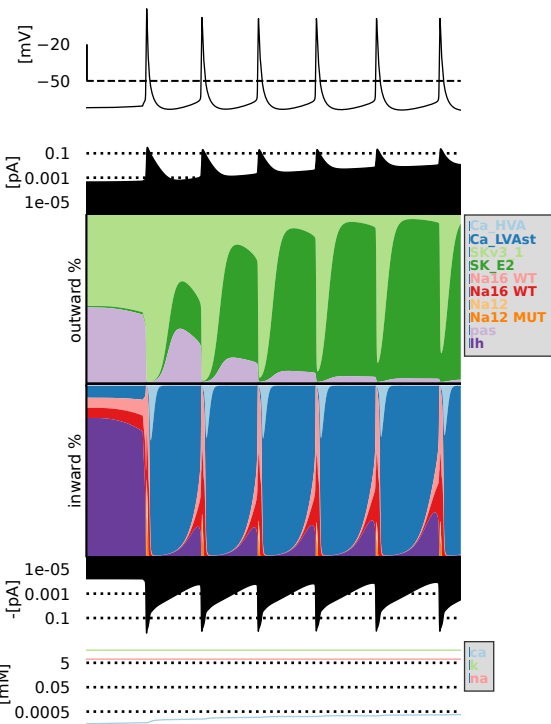 [mV]
−20
−50
[pA]
0.1
0.001
1e-05
outward %
Ca_HVA
Ca_LVAst
SKv3_1
SK_E2
Na16 WT
Na16 WT
Na12
Na12 MUT
pas
Ih
inward %
-[pA]
1e-05
0.001
0.1
[mM]
5
0.05
0.0005
ca
k
na